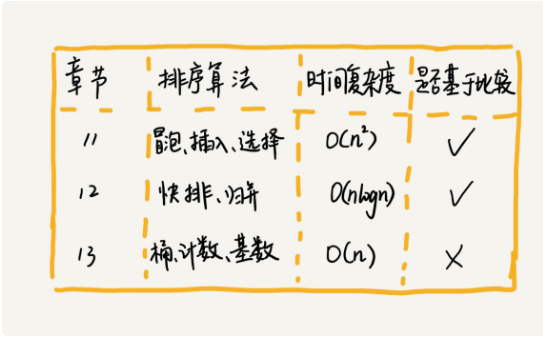 章节 排序算法 时间复杂度 是否基于比较
11 冒泡、插入、选择 O(n²) ✓
12 快排、归并 O(nlogn) ✓
13 桶、计数、基数 O(n) ✗